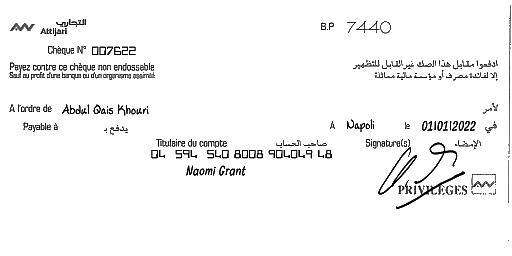 التجاري
Attijari
B.P 7440
Chèque N° 007622
Payez contre ce chèque non endossable
Sauf au profit d'une banque ou d'un organisme assimilé
ادفعوا مقابل هذا الصك غير القابل للتظهير
إلا لفائدة مصرف أو مؤسسة مالية مماثلة
A l'ordre de Abdul Qais Khouri لأمر
Payable à يدفع بـ A Napoli le 01/01/2022 في
Titulaire du compte صاحب الحساب Signature(s) الإمضاء
04 594 540 8008 904049 48
Naomi Grant
PRIVILÈGES